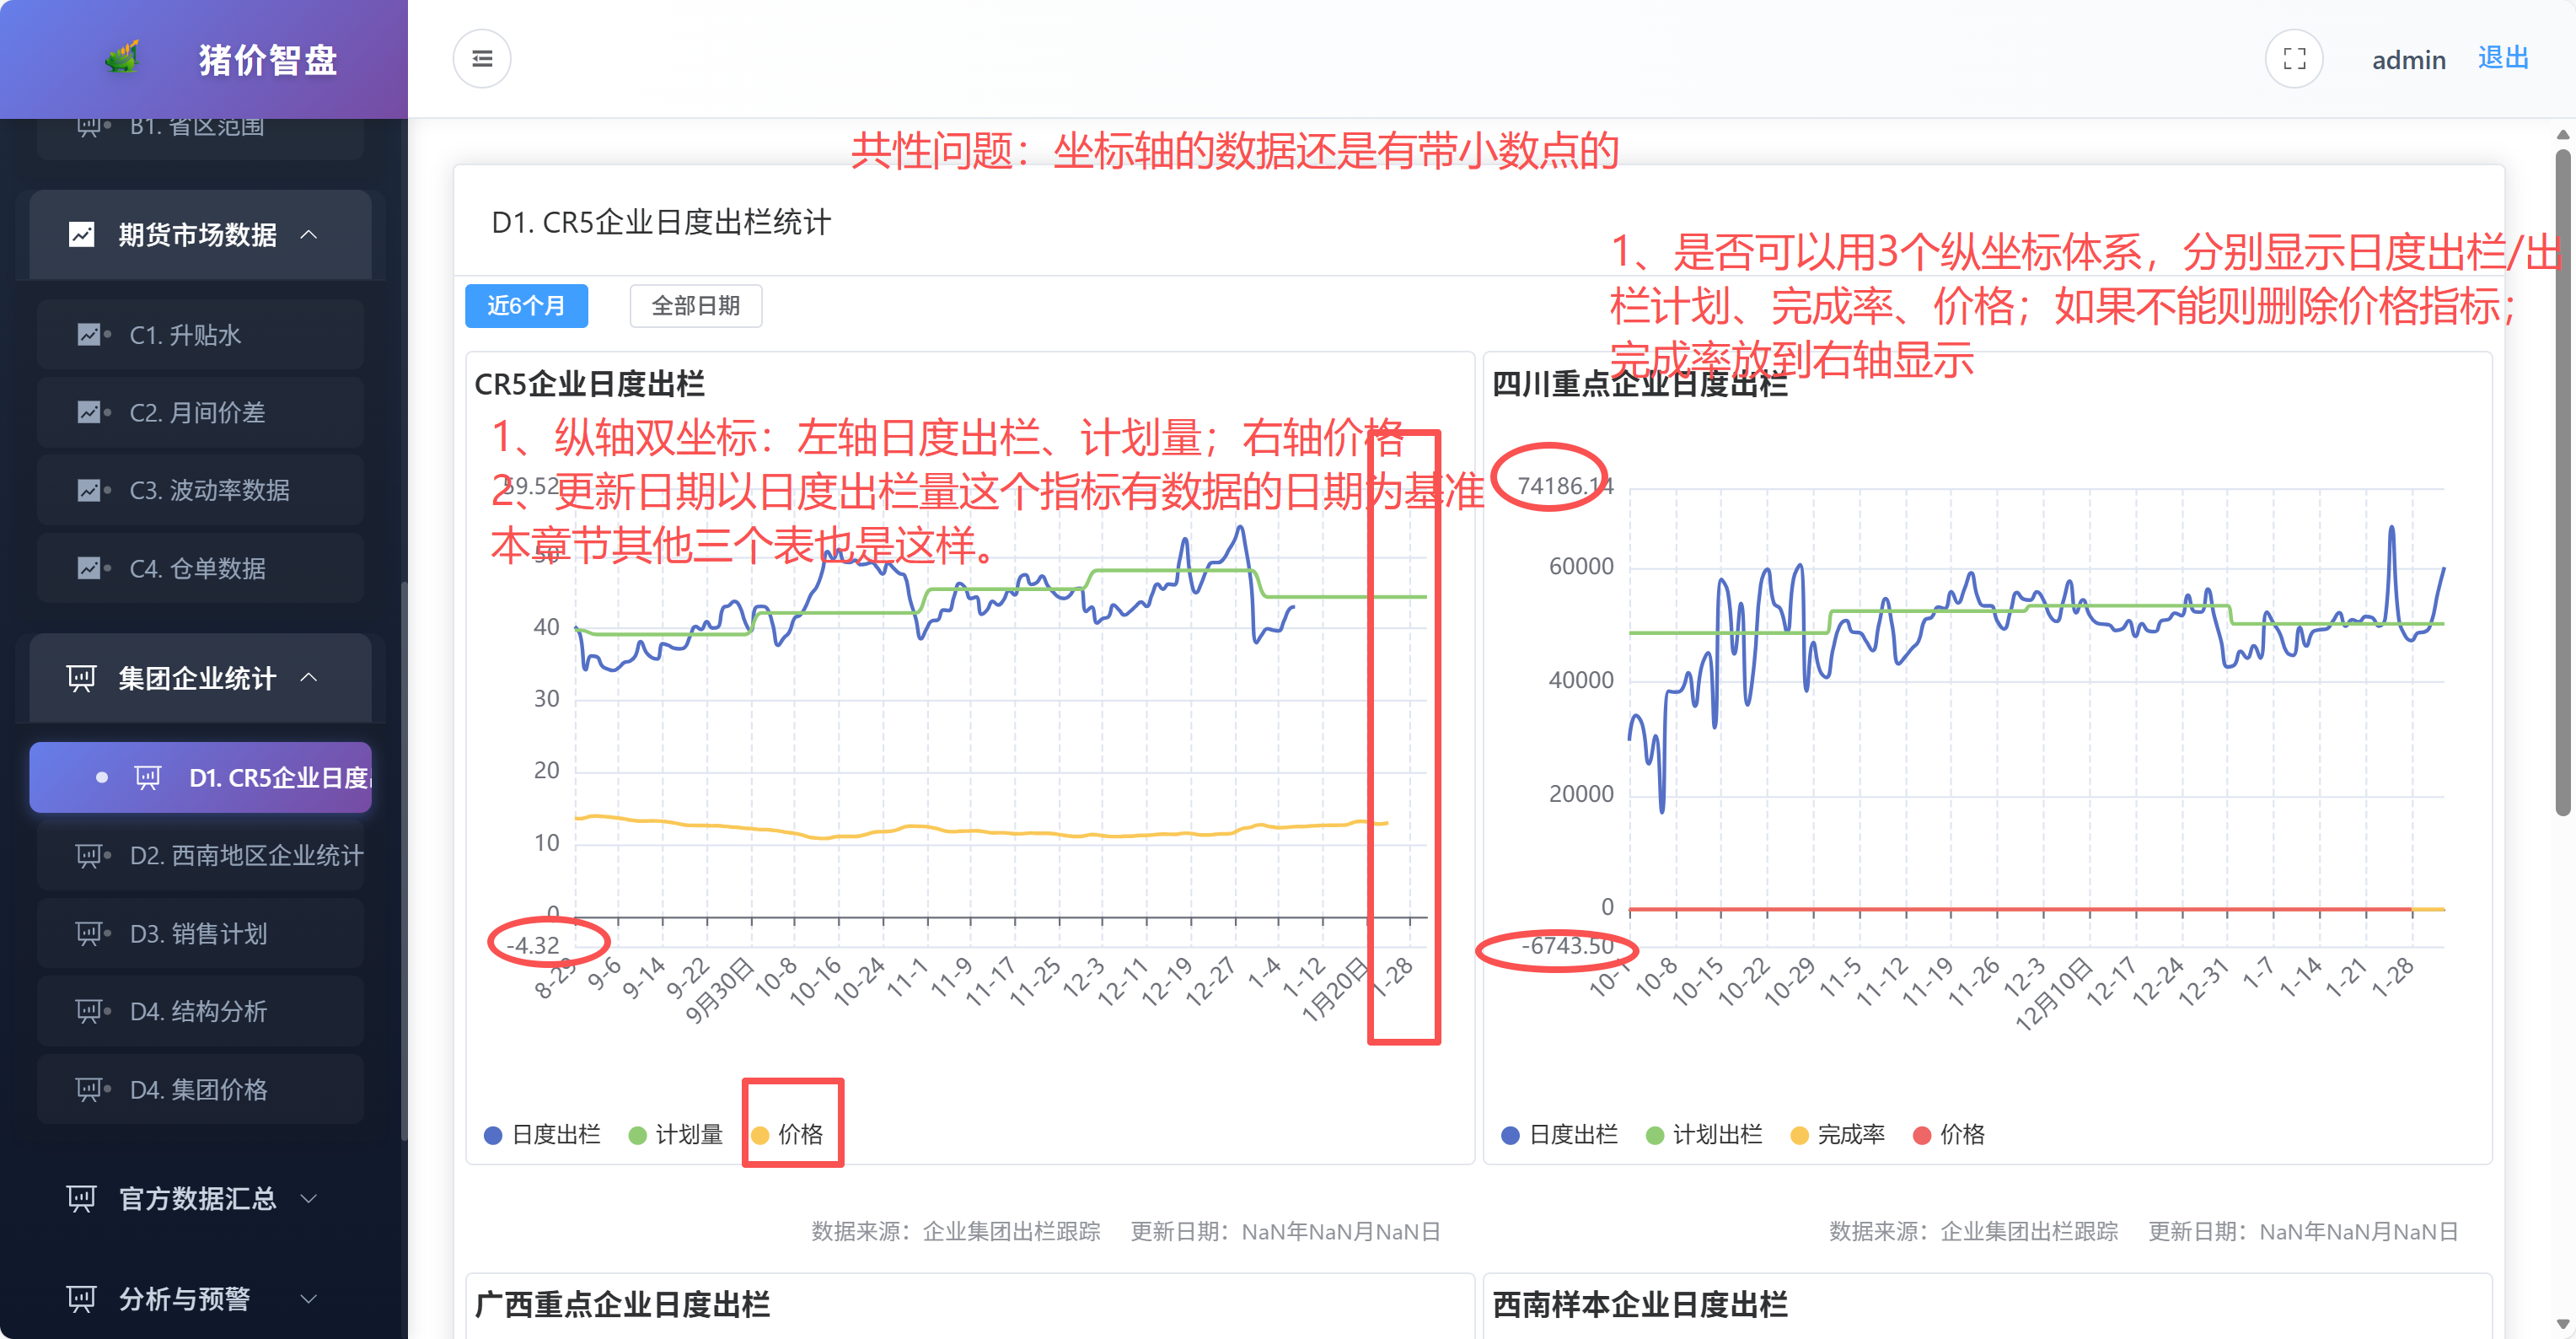 猪价智盘
admin
退出
B1. 省区范围
期货市场数据
C1. 升贴水
C2. 月间价差
C3. 波动率数据
C4. 仓单数据
集团企业统计
D1. CR5企业日度
D2. 西南地区企业统计
D3. 销售计划
D4. 结构分析
D4. 集团价格
官方数据汇总
分析与预警
共性问题：坐标轴的数据还是有带小数点的
D1. CR5企业日度出栏统计
近6个月
全部日期
1、是否可以用3个纵坐标体系，分别显示日度出栏/出
栏计划、完成率、价格；如果不能则删除价格指标；
完成率放到右轴显示
CR5企业日度出栏
1、纵轴双坐标：左轴日度出栏、计划量；右轴价格
2、更新日期以日度出栏量这个指标有数据的日期为基准
本章节其他三个表也是这样。
59.52
50
40
30
20
10
0
-4.32
8-29
9-6
9-14
9-22
9月30日
10-8
10-16
10-24
11-1
11-9
11-17
11-25
12-3
12-11
12-19
12-27
1-4
1-12
1月20日
1-28
日度出栏
计划量
价格
数据来源：企业集团出栏跟踪
更新日期：NaN年NaN月NaN日
四川重点企业日度出栏
74186.14
60000
40000
20000
0
-6743.50
10-1
10-8
10-15
10-22
10-29
11-5
11-12
11-19
11-26
12-3
12月10日
12-17
12-24
12-31
1-7
1-14
1-21
1-28
日度出栏
计划出栏
完成率
价格
数据来源：企业集团出栏跟踪
更新日期：NaN年NaN月NaN日
广西重点企业日度出栏
西南样本企业日度出栏